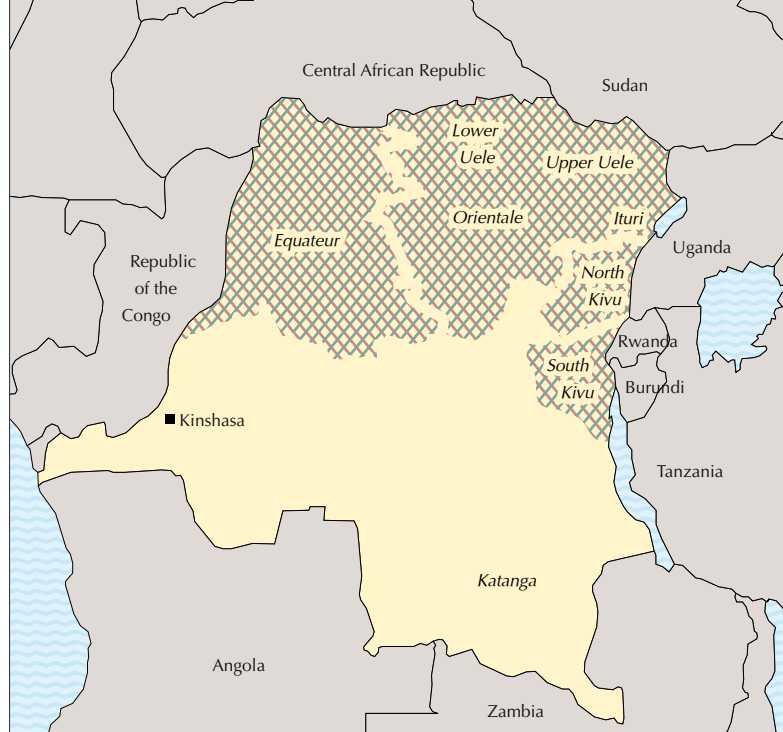 Central African Republic
Sudan
Lower
Uele
Upper Uele
Orientale
Ituri
Equateur
Uganda
Republic
of the
Congo
North
Kivu
Rwanda
South
Kivu
Burundi
Kinshasa
Tanzania
Katanga
Angola
Zambia